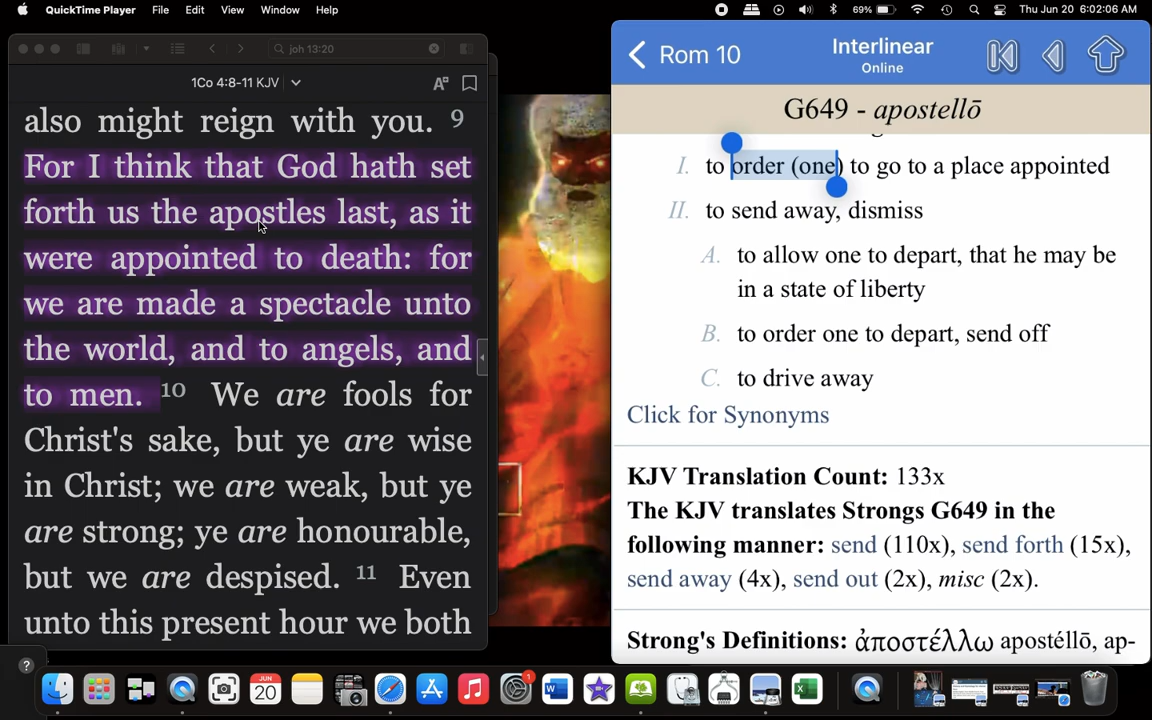 QuickTime Player File Edit View Window Help
69% Thu Jun 20 6:02:06 AM
joh 13:20
1Co 4:8-11 KJV
also might reign with you. 9
For I think that God hath set
forth us the apostles last, as it
were appointed to death: for
we are made a spectacle unto
the world, and to angels, and
to men. 10 We are fools for
Christ's sake, but ye are wise
in Christ; we are weak, but ye
are strong; ye are honourable,
but we are despised. 11 Even
unto this present hour we both
Rom 10
Interlinear
Online
G649 - apostellō
I. to order (one) to go to a place appointed
II. to send away, dismiss
A. to allow one to depart, that he may be
in a state of liberty
B. to order one to depart, send off
C. to drive away
Click for Synonyms
KJV Translation Count: 133x
The KJV translates Strongs G649 in the
following manner: send (110x), send forth (15x),
send away (4x), send out (2x), misc (2x).
Strong's Definitions: ἀποστέλλω apostéllō, ap-
?
JUN
20
1